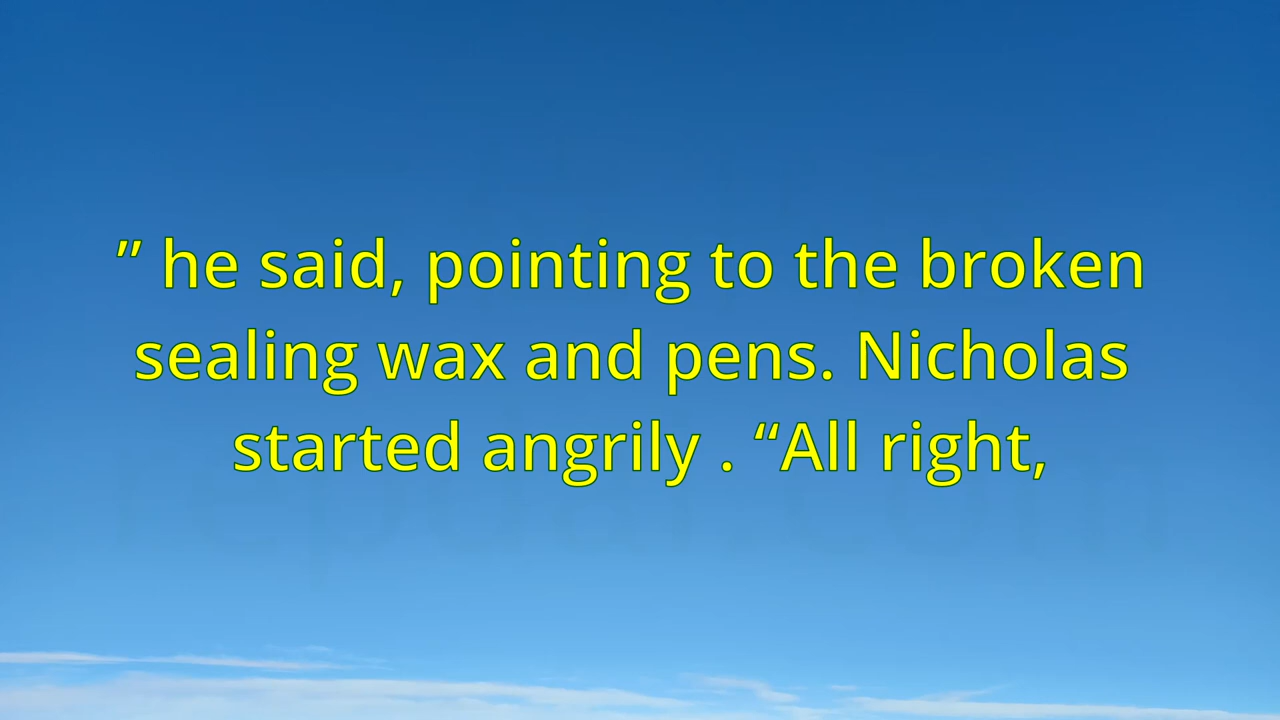 ” he said, pointing to the broken
sealing wax and pens. Nicholas
started angrily . “All right,